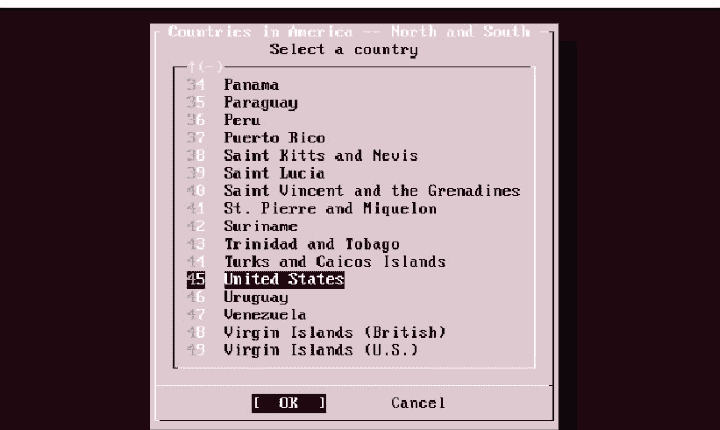 Countries in America -- North and South
Select a country
↑(-)
34 Panama
35 Paraguay
36 Peru
37 Puerto Rico
38 Saint Kitts and Nevis
39 Saint Lucia
40 Saint Vincent and the Grenadines
41 St. Pierre and Miquelon
42 Suriname
43 Trinidad and Tobago
44 Turks and Caicos Islands
45 United States
46 Uruguay
47 Venezuela
48 Virgin Islands (British)
49 Virgin Islands (U.S.)
[ OK ] Cancel